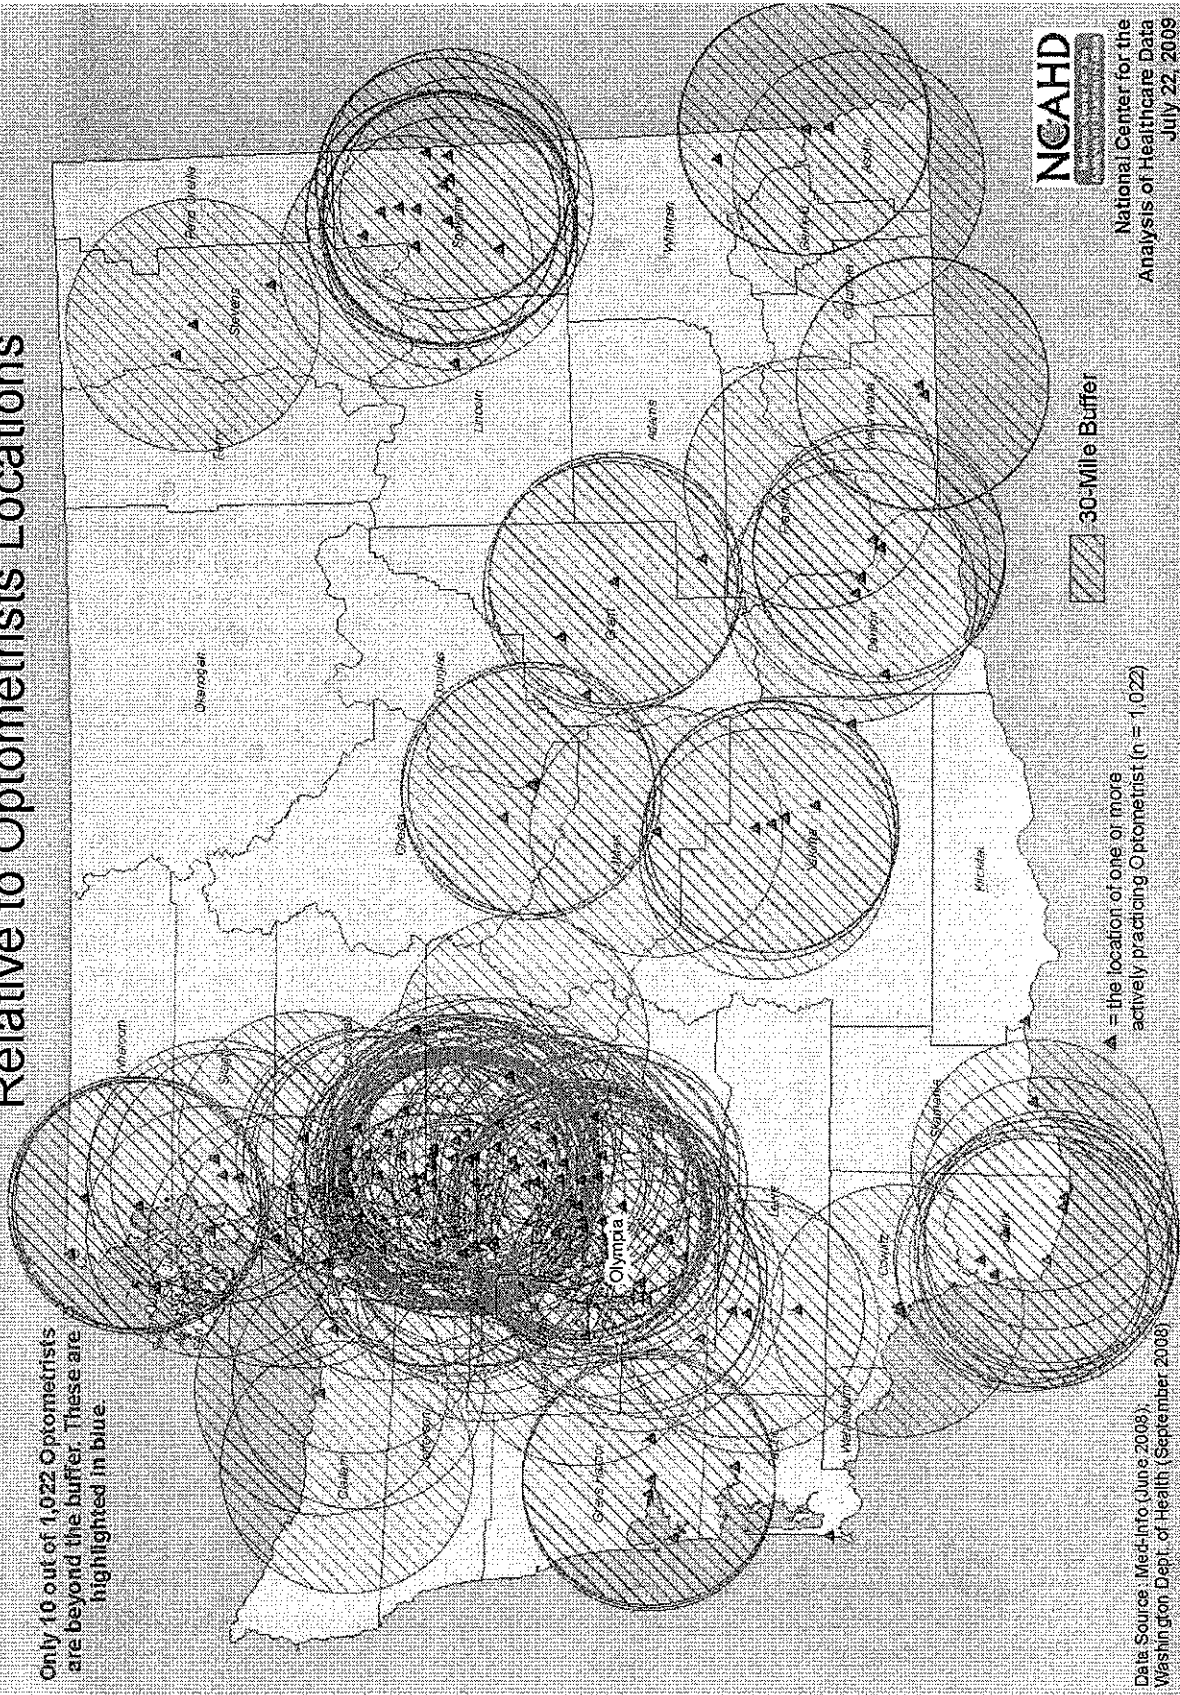 Relative to Optometrists Locations
Only 10 out of 1,022 Optometrists
are beyond the buffer. These are
highlighted in blue.
Whatcom
Okanogan
Ferry
Stevens
Pend Oreille
Skagit
Clallam
Jefferson
Chelan
Douglas
Lincoln
Spokane
Grays Harbor
Olympia
Kittitas
Grant
Adams
Whitman
Pacific
Lewis
Yakima
Benton
Franklin
Walla Walla
Columbia
Garfield
Asotin
Wahkiakum
Cowlitz
Skamania
Klickitat
Clark
▲ = the location of one or more
actively practicing Optometrist (n = 1,022)
30-Mile Buffer
NCAHD
National Center for the
Analysis of Healthcare Data
July 22, 2009
Data Source: Med-Info (June 2008),
Washington Dept. of Health (September 2008)